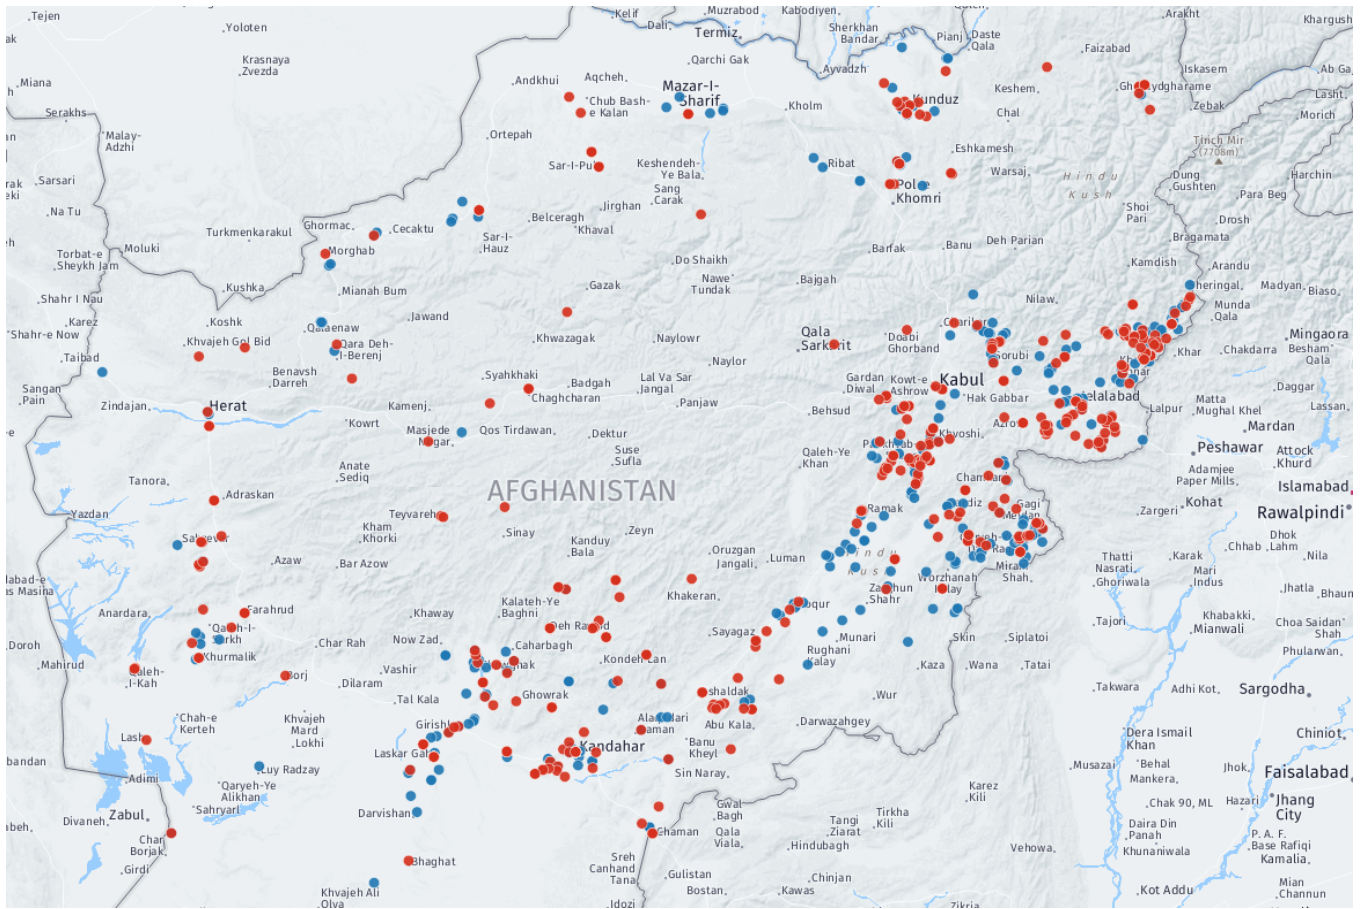 Tejen
Yoloten
Krasnaya
Zvezda
Miana
Serakhs
Malay-
Adzhi
Sarsari
Na Tu
Torbat-e
Sheykh Jam
Moluki
Turkmenkarakul
Shahr I Nau
Kushka
Karez
Shahr-e Now
Taibad
Koshk
Khvajeh Gol Bid
Sangan
Pain
Zindajan
Herat
Benavsh
Darreh
Kelif
Dali
Termiz
Muzrabod
Kabodiyen
Sherkhan
Bandar
Pianj
Daste
Qala
Arakht
Khargush
Qarchi Gak
Ayvadzh
Faizabad
Iskasem
Ab Ga
Andkhui
Aqcheh
Mazar-I-
Sharif
Chub Bash-
e Kalan
Kholm
Kunduz
Keshem
Chal
Zebak
Lasht
Morich
Ortepah
Sar-I-Pul
Keshendeh-
Ye Bala
Ribat
Eshkamesh
Warsaj
Tirich Mir
(7708m)
Hindu
Kush
Dung
Gushten
Harchin
Sang
Carak
Pol-e
Khomri
Para Beg
Jirghan
Belceragh
Khaval
Shoi
Pari
Drosh
Ghormac
Cecaktu
Sar-I-
Hauz
Morghab
Barfak
Banu
Deh Parian
Bragamata
Kamdish
Arandu
Do Shaikh
Nawe
Tundak
Bajgah
Mianah Bum
Gazak
Nilaw
Madyan
Biaso
Munda
Qala
Jawand
Qalaenaw
Qara Deh-
I-Berenj
Khwazagak
Naylowr
Naylor
Qala
Sarkarit
Doabi
Ghorband
Charikar
Sorubi
Mingaora
Besham
Qala
Khar
Chakdarra
Syahkhaki
Badgah
Chaghcharan
Lal Va Sar
Jangal
Panjaw
Gardan
Diwal
Kowt-e
Ashrow
Kabul
Hak Gabbar
Jelalabad
Lalpur
Daggar
Matta
Mughal Khel
Lassan
Mardan
Kamenj
Kowrt
Masjede
Negar
Qos Tirdawan
Dektur
Behsud
Khvoshi
Azro
Peshawar
Attock
Khurd
Suse
Sufla
Qaleh-Ye
Khan
Anate
Sediq
Tanora
Adraskan
AFGHANISTAN
Adamjee
Paper Mills
Islamabad
Kohat
Rawalpindi
Yazdan
Teyvareh
Kham
Khorki
Sinay
Zeyn
Kanduy
Bala
Ramak
Gagi
Zargeri
Dhok
Lahm
Chhab
Nila
Azaw
Bar Azow
Oruzgan
Jangali
Luman
Hindu
Kush
Miram
Shah
Thatti
Nasrati
Ghoriwala
Karak
Mari
Indus
Jhatla
Bhaun
Anardara
Farahrud
Khaway
Kalateh-Ye
Baghni
Khakeran
Zarghun
Shahr
Worzhanah
Kalay
Khabakki
Mianwali
Choa Saidan
Shah
Phularwan
Tajori
Doroh
Mahirud
Qaleh-
I-Kah
Khurmalik
Char Rah
Now Zad
Caharbagh
Sayagaz
Moqur
Munari
Rughani
Kalay
Skin
Siplatoi
Kaza
Wana
Tatai
Vashir
Kondeh Lan
Borj
Dilaram
Tal Kala
Ghowrak
Wur
Takwara
Adhi Kot
Sargodha
Chah-e
Kerteh
Khvajeh
Mard
Lokhi
Girishk
Abu Kala
Darwazahgey
Dera Ismail
Khan
Chiniot
Lash
Laskar Gah
Kandahar
Banu
Kheyl
Sin Naray
Musazai
Behal
Mankera
Jhok
Faisalabad
Adimi
Luy Radzay
Qaryeh-Ye
Alikhan
Sahryarl
Darvishan
Karez
Kili
Chak 90, ML
Hazari
Jhang
City
Zabul
Divaneh
Char
Borjak
Girdi
Gwal
Bagh
Qala
Viala
Tangi
Ziarat
Tirkha
Kili
Hindubagh
Vehowa
Daira Din
Panah
Khunaniwala
P. A. F.
Base Rafiqi
Kamalia
Chaman
Bhaghat
Sreh
Canhand
Tana
Gulistan
Bostan
Chinjan
Kawas
Kot Addu
Mian
Channun
Khvajeh Ali
Olya
Idozi
Zikria